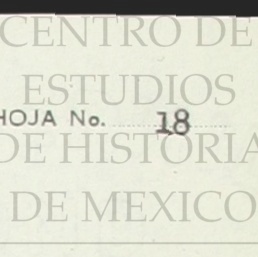 CENTRO DE
ESTUDIOS
HOJA No. 18
DE HISTORIA
DE MEXICO